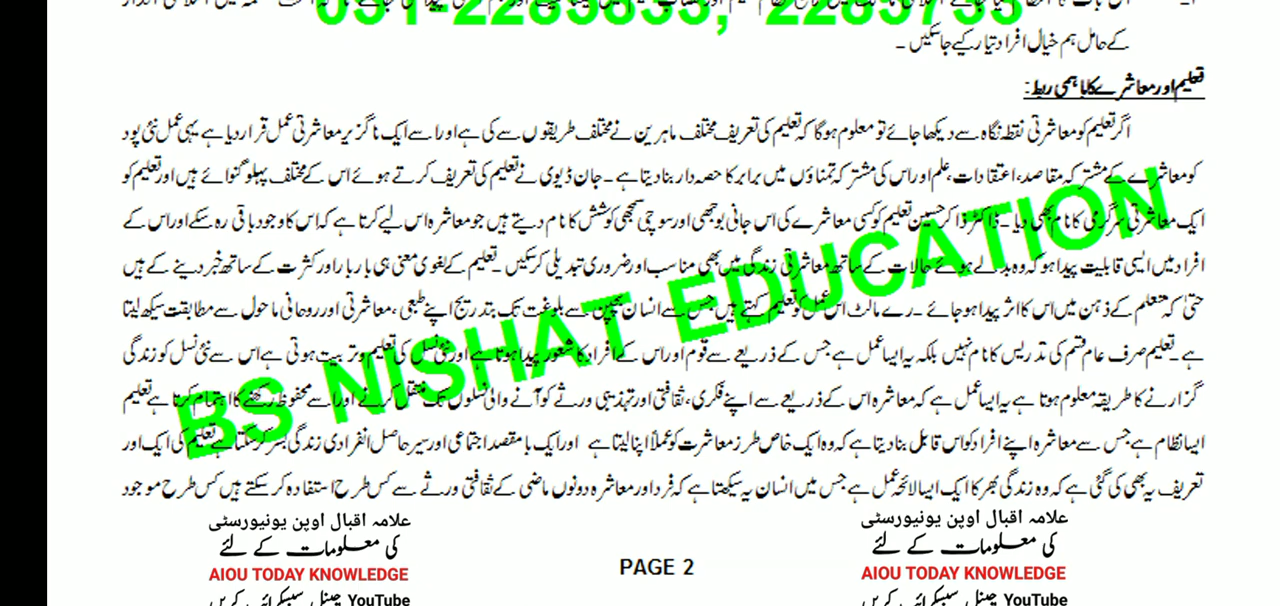 051-2285855, 2285755
کے حامل ہم خیال افراد تیار کیے جا سکیں ۔
تعلیم اور معاشرے کا باہمی ربط:
اگر تعلیم کو معاشرتی نقطہ نگاہ سے دیکھا جائے تو معلوم ہوگا کہ تعلیم کی تعریف مختلف ماہرین نے مختلف طریقوں سے کی ہے اور اسے ایک ناگزیر معاشرتی عمل قرار دیا ہے یہی عمل نئی پود
کو معاشرے کے مشترکہ مقاصد، اعتقادات، علم اور اس کی مشترکہ تمناؤں میں برابر کا حصہ دار بنا دیتا ہے ۔ جان ڈیوی نے تعلیم کی تعریف کرتے ہوئے اس کے مختلف پہلو گنوائے ہیں اور تعلیم کو
ایک معاشرتی سرگرمی کا نام بھی دیا ۔ ڈاکٹر ذاکر حسین تعلیم کو کسی معاشرے کی اس جانی بوجھی اور سوچی سمجھی کوشش کا نام دیتے ہیں جو معاشرہ اس لیے کرتا ہے کہ اس کا وجود باقی رہ سکے اور اس کے
افراد میں ایسی قابلیت پیدا ہو کہ وہ بدلے ہوئے حالات کے ساتھ معاشرتی زندگی میں بھی مناسب اور ضروری تبدیلی کر سکیں ۔ تعلیم کے لغوی معنی ہی بار بار اور کثرت کے ساتھ خبر دینے کے ہیں
حتیٰ کہ متعلم کے ذہن میں اس کا اثر پیدا ہو جائے ۔ رے مالٹ اس عمل کو تعلیم کہتے ہیں جس سے انسان بچپن سے بلوغت تک بتدریج اپنے طبعی ، معاشرتی اور روحانی ماحول سے مطابقت سیکھ لیتا
ہے ۔ تعلیم صرف عام قسم کی تدریس کا نام نہیں بلکہ یہ ایسا عمل ہے جس کے ذریعے سے قوم اور اس کے افراد کا شعور پیدا ہوتا ہے اور نئی نسل کی تعلیم و تربیت ہوتی ہے اس سے نئی نسل کو زندگی
گزارنے کا طریقہ معلوم ہوتا ہے یہ ایسا عمل ہے کہ معاشرہ اس کے ذریعے سے اپنے فکری، ثقافتی اور تہذیبی ورثے کو آنے والی نسلوں تک منتقل کرنے اور اسے محفوظ رکھنے کا اہتمام کرتا ہے تعلیم
ایسا نظام ہے جس سے معاشرہ اپنے افراد کو اس قابل بنا دیتا ہے کہ وہ ایک خاص طرز معاشرت کو عملاً اپنا لیتا ہے اور ایک با مقصد اجتماعی اور سیر حاصل انفرادی زندگی بسر کر سکتا ہے تعلیم کی ایک اور
تعریف یہ بھی کی گئی ہے کہ وہ زندگی بھر کا ایک ایسا لائحہ عمل ہے جس میں انسان یہ سیکھتا ہے کہ فرد اور معاشرہ دونوں ماضی کے ثقافتی ورثے سے کس طرح استفادہ کر سکتے ہیں کس طرح موجود
BS NISHAT EDUCATION
علامہ اقبال اوپن یونیورسٹی
کی معلومات کے لئے
AIOU TODAY KNOWLEDGE
YouTube چینل سبسکرائب کریں
PAGE 2
علامہ اقبال اوپن یونیورسٹی
کی معلومات کے لئے
AIOU TODAY KNOWLEDGE
YouTube چینل سبسکرائب کریں